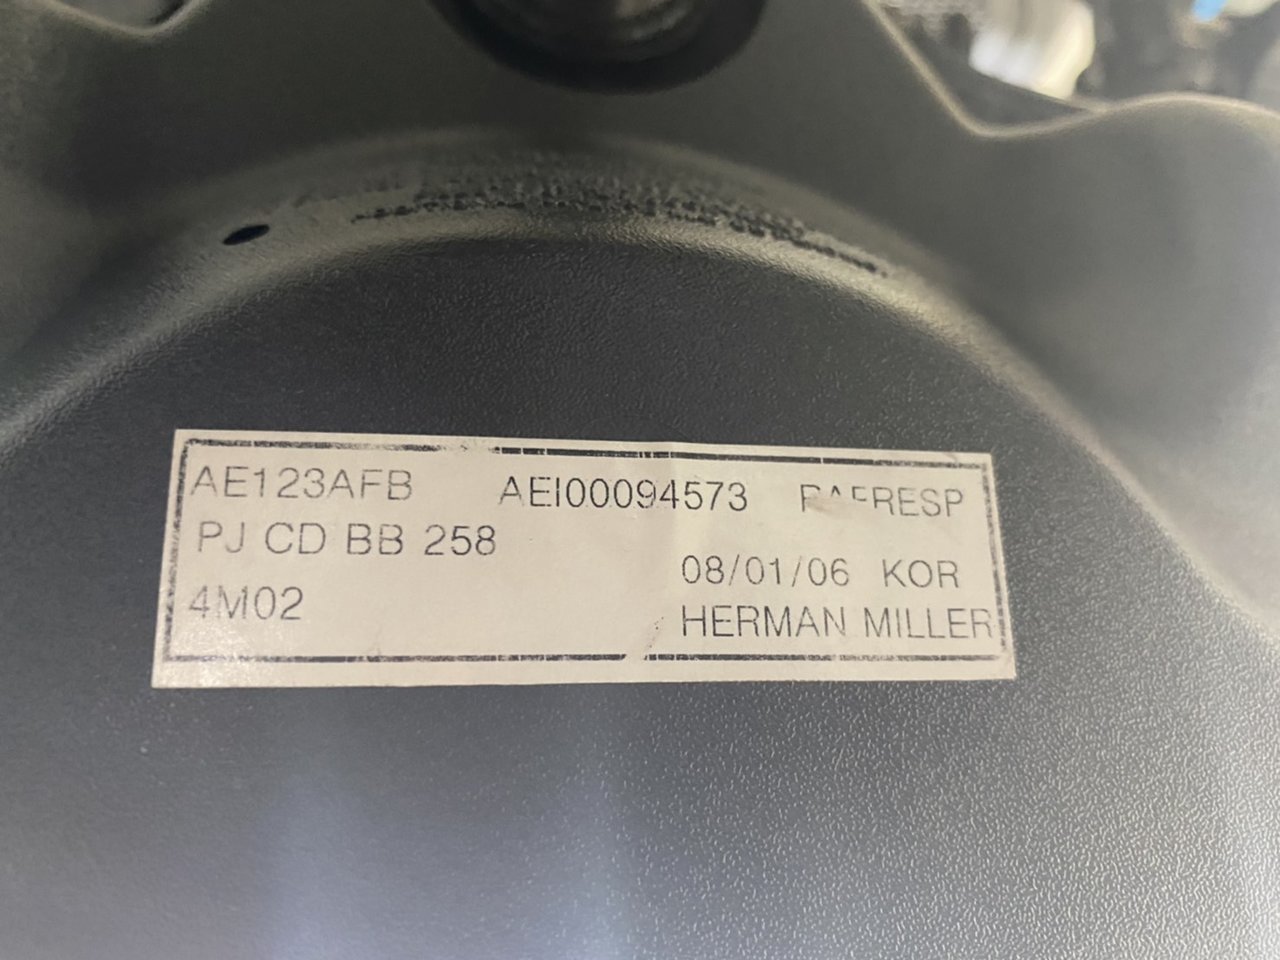 AE123AFB AEI00094573
PJ CD BB 258
08/01/06 KOR
4M02
HERMAN MILLER